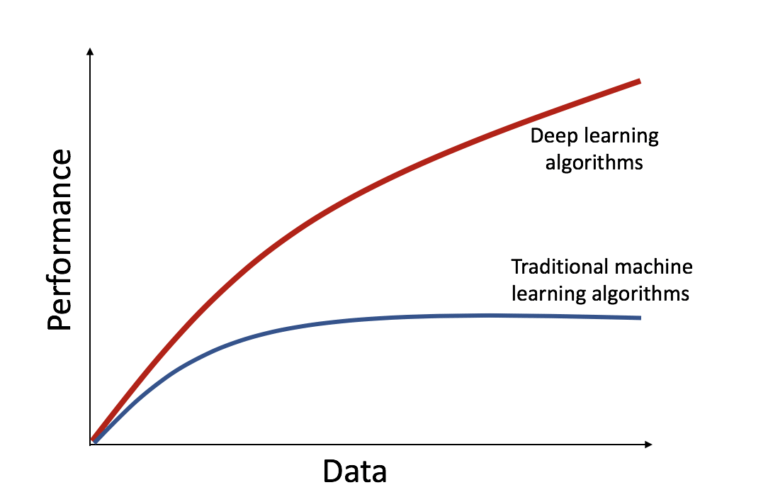 Performance
Deep learning
algorithms
Traditional machine
learning algorithms
Data